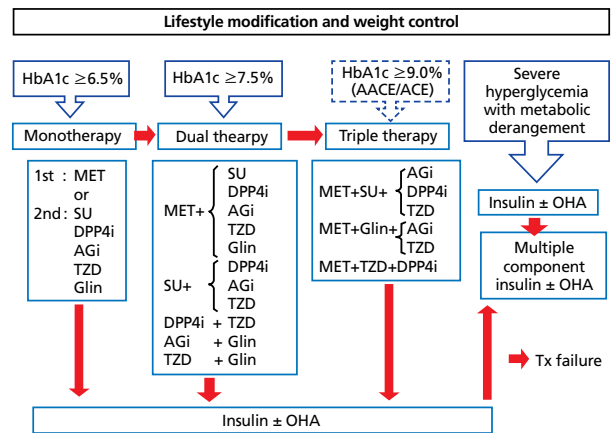 Lifestyle modification and weight control
HbA1c ≥6.5%
HbA1c ≥7.5%
HbA1c ≥9.0%
(AACE/ACE)
Severe
hyperglycemia
with metabolic
derangement
Monotherapy
Dual thearpy
Triple therapy
1st : MET
or
2nd: SU
DPP4i
AGi
TZD
Glin
MET+
SU
DPP4i
AGi
TZD
Glin
SU+
DPP4i
AGi
TZD
DPP4i + TZD
AGi + Glin
TZD + Glin
MET+SU+
AGi
DPP4i
TZD
MET+Glin+
AGi
TZD
MET+TZD+DPP4i
Insulin ± OHA
Multiple
component
insulin ± OHA
Tx failure
Insulin ± OHA